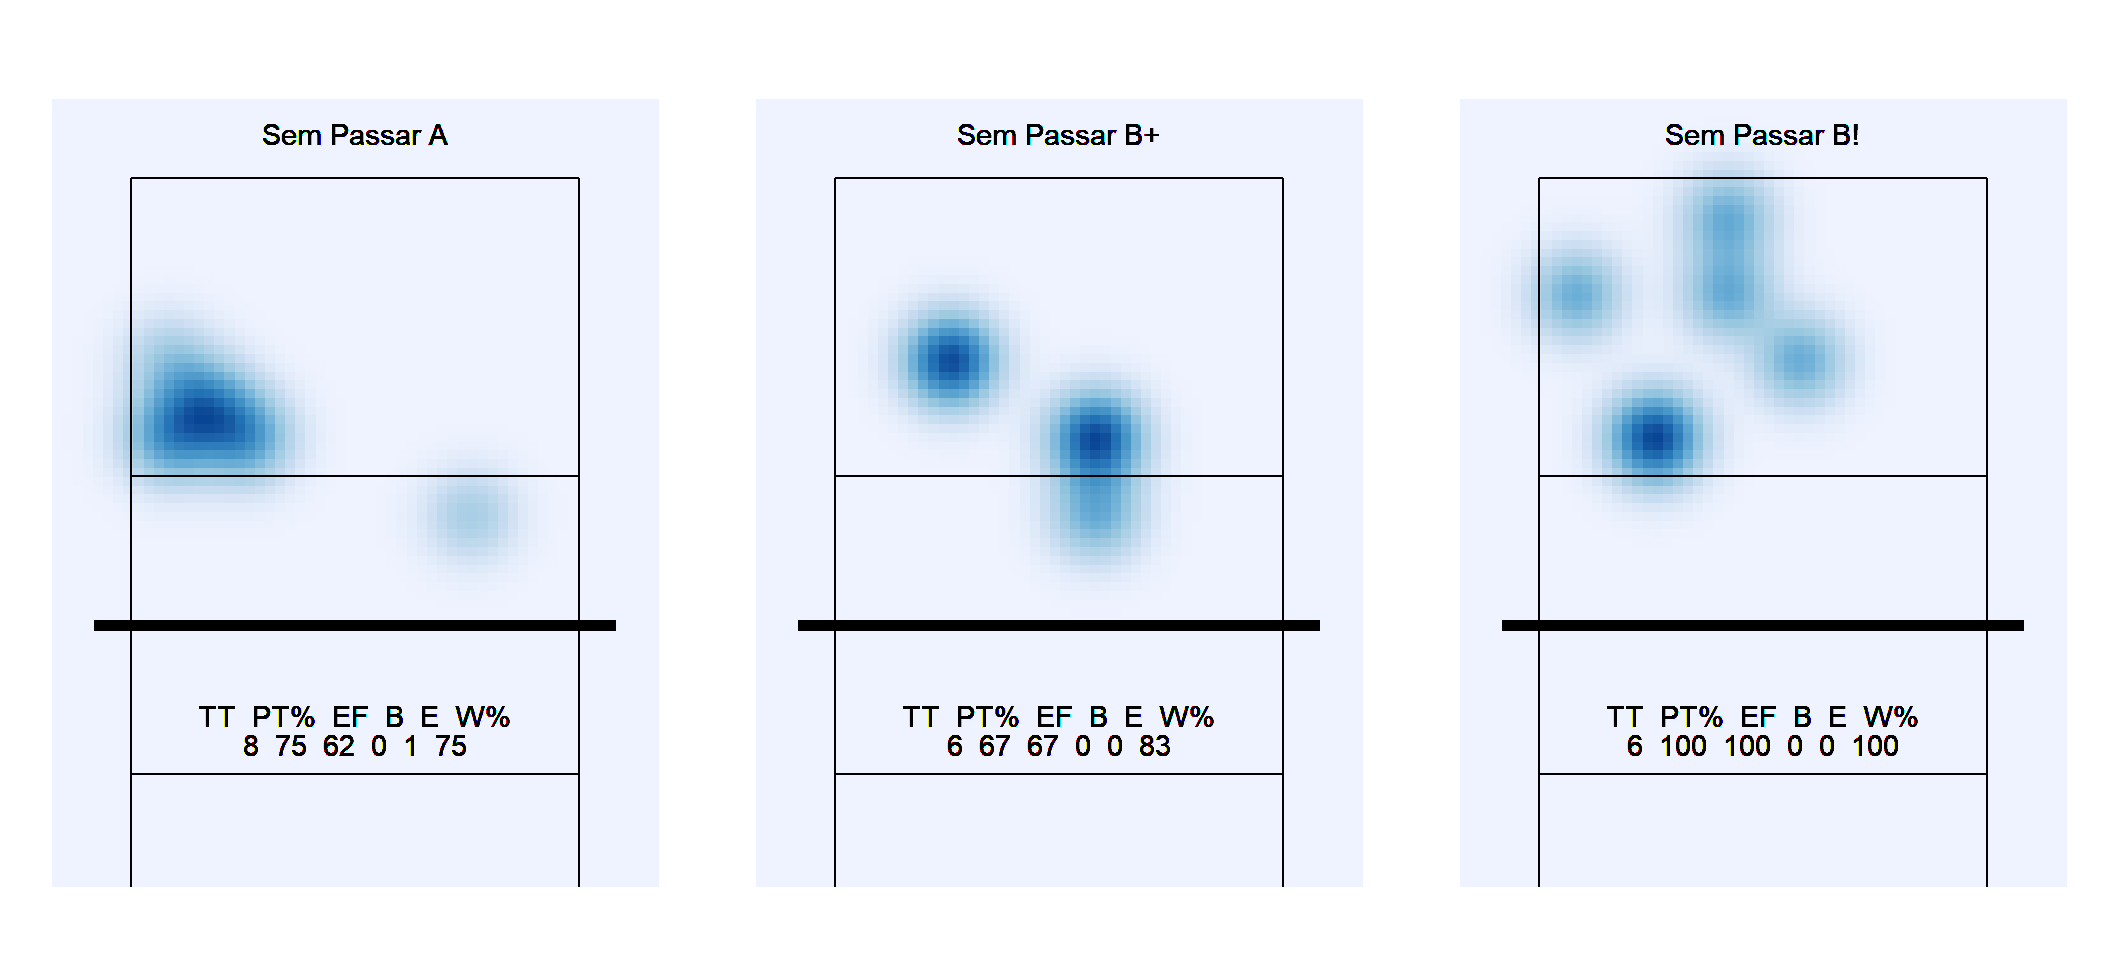 Sem Passar A
TT PT% EF B E W%
8 75 62 0 1 75
Sem Passar B+
TT PT% EF B E W%
6 67 67 0 0 83
Sem Passar B!
TT PT% EF B E W%
6 100 100 0 0 100